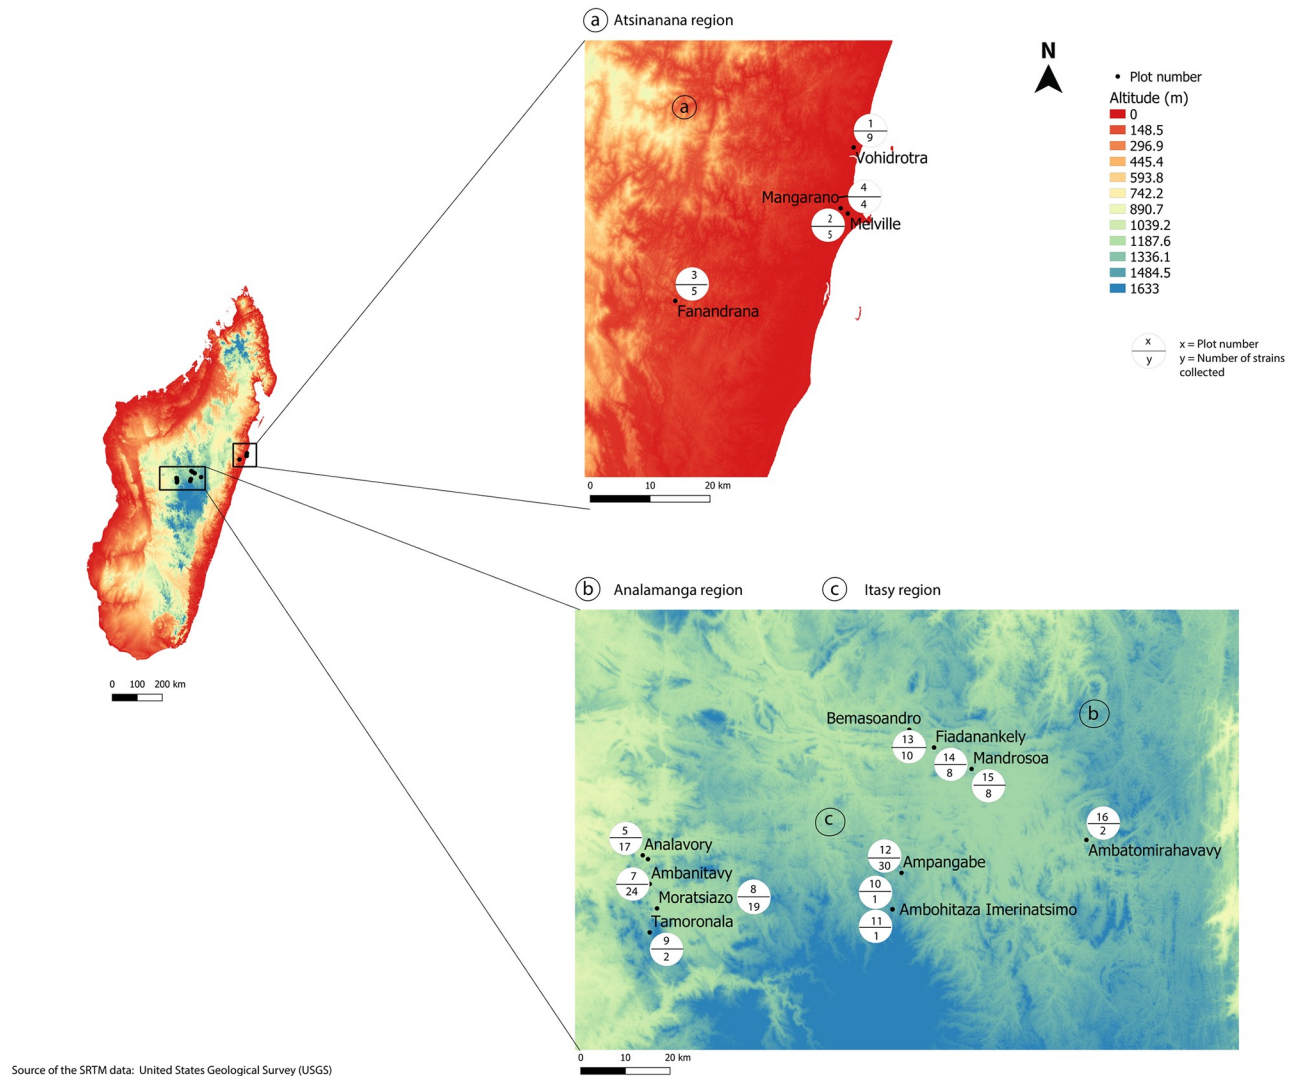 a Atsinanana region
N
Plot number
Altitude (m)
0
148.5
296.9
445.4
593.8
742.2
890.7
1039.2
1187.6
1336.1
1484.5
1633
x
y
x = Plot number
y = Number of strains
collected
a
1
9
Vohidrotra
4
4
Mangarano
2
5
Melville
3
5
Fanandrana
0 10 20 km
0 100 200 km
b Analamanga region
c Itasy region
b
Bemasoandro
13
10
Fiadanankely
14
8
Mandrosoa
15
8
c
16
2
Ambatomirahavavy
5
17
Analavory
12
30
Ampangabe
7
24
Ambanitavy
Moratsiazo
8
19
10
1
Ambohitaza Imerinatsimo
11
1
Tamoronala
9
2
0 10 20 km
Source of the SRTM data: United States Geological Survey (USGS)